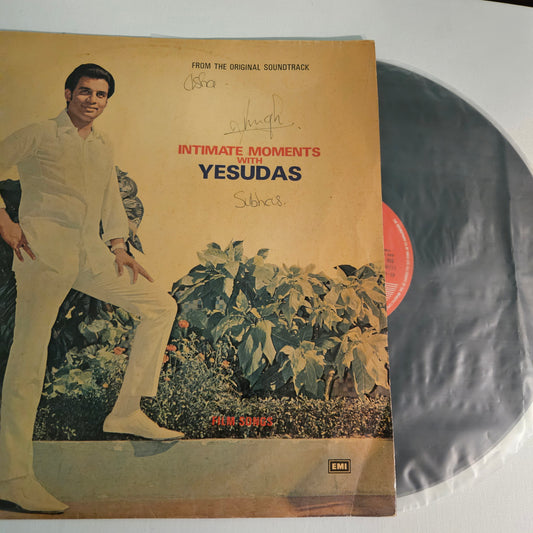 FROM THE ORIGINAL SOUNDTRACK
Asha
INTIMATE MOMENTS
WITH
YESUDAS
Subhas.
FILM SONGS
EMI